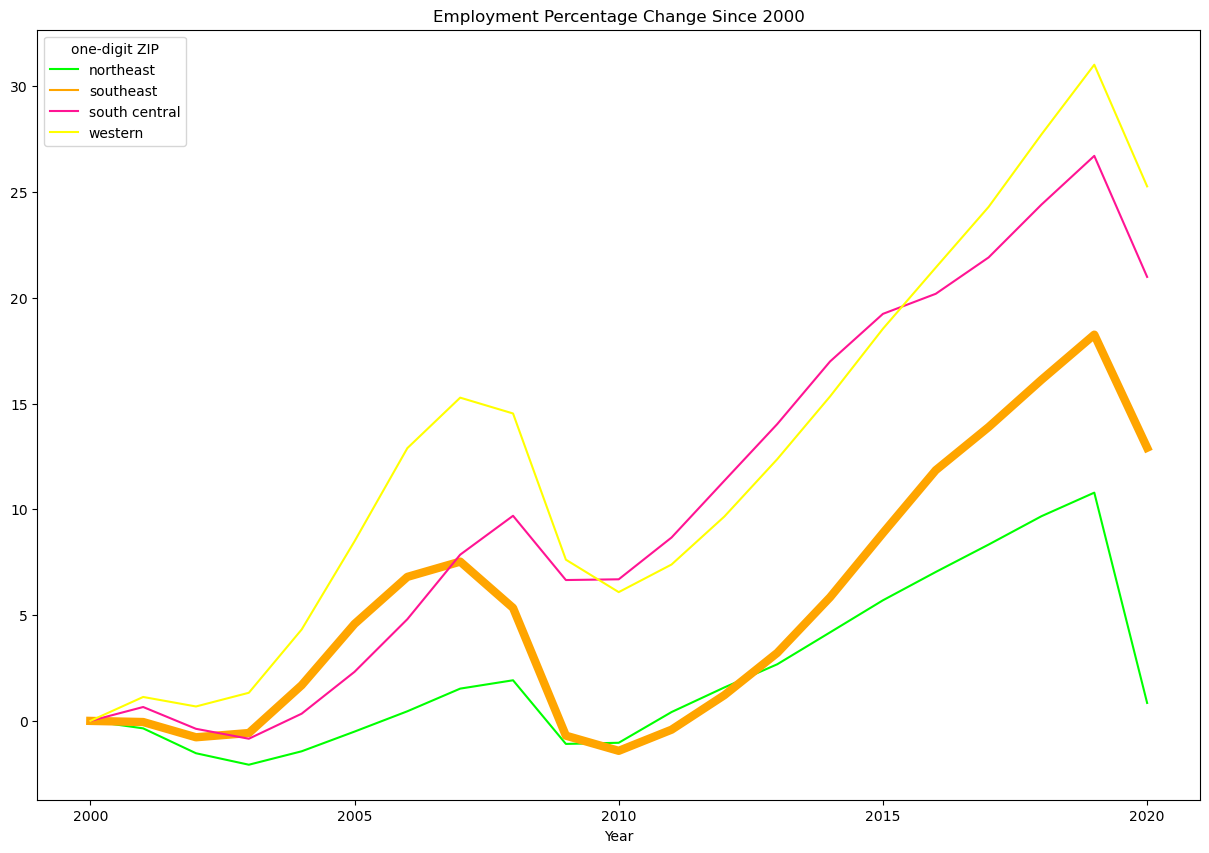 Employment Percentage Change Since 2000
one-digit ZIP
northeast
southeast
south central
western
30
25
20
15
10
5
0
2000 2005 2010 2015 2020
Year